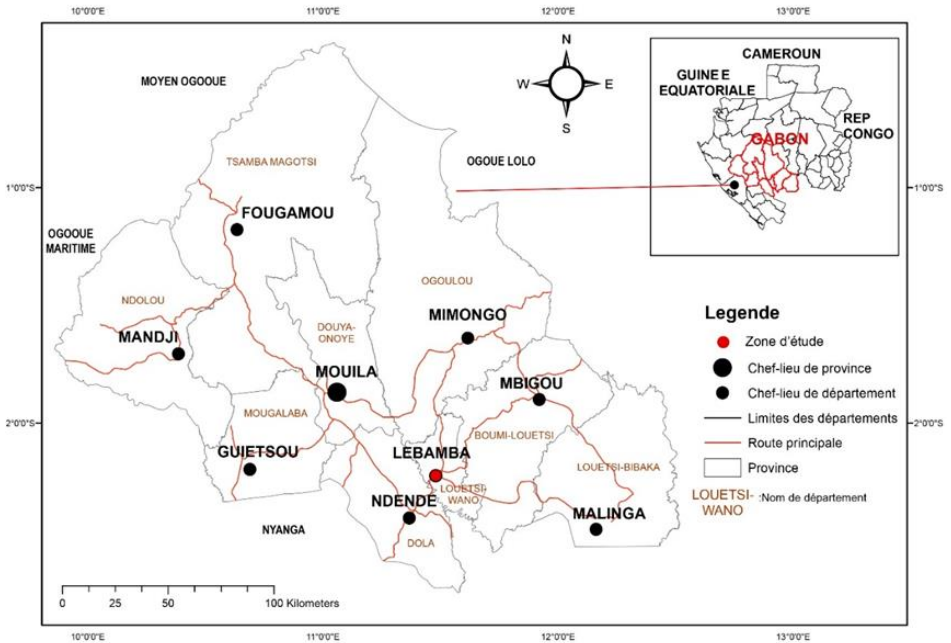 10°0'0"E
11°0'0"E
12°0'0"E
13°0'0"E
N
W
E
S
MOYEN OGOOUE
TSAMBA MAGOTSI
OGOUE LOLO
1°0'0"S
1°0'0"S
FOUGAMOU
OGOOUE
MARITIME
NDOLOU
MANDJI
OGOULOU
MIMONGO
DOUYA-
ONOYE
MOUILA
MBIGOU
MOUGALABA
2°0'0"S
2°0'0"S
GUIETSOU
LEBAMBA
BOUMI-LOUETSI
LOUETSI-BIBAKA
LOUETSI-
WANO
NDENDE
MALINGA
NYANGA
DOLA
0
25
50
100 Kilometers
CAMEROUN
GUINE E
EQUATORIALE
REP
CONGO
GABON
Legende
Zone d'étude
Chef-lieu de province
Chef-lieu de département
Limites des départements
Route principale
Province
LOUETSI-
WANO
:Nom de département
10°0'0"E
11°0'0"E
12°0'0"E
13°0'0"E